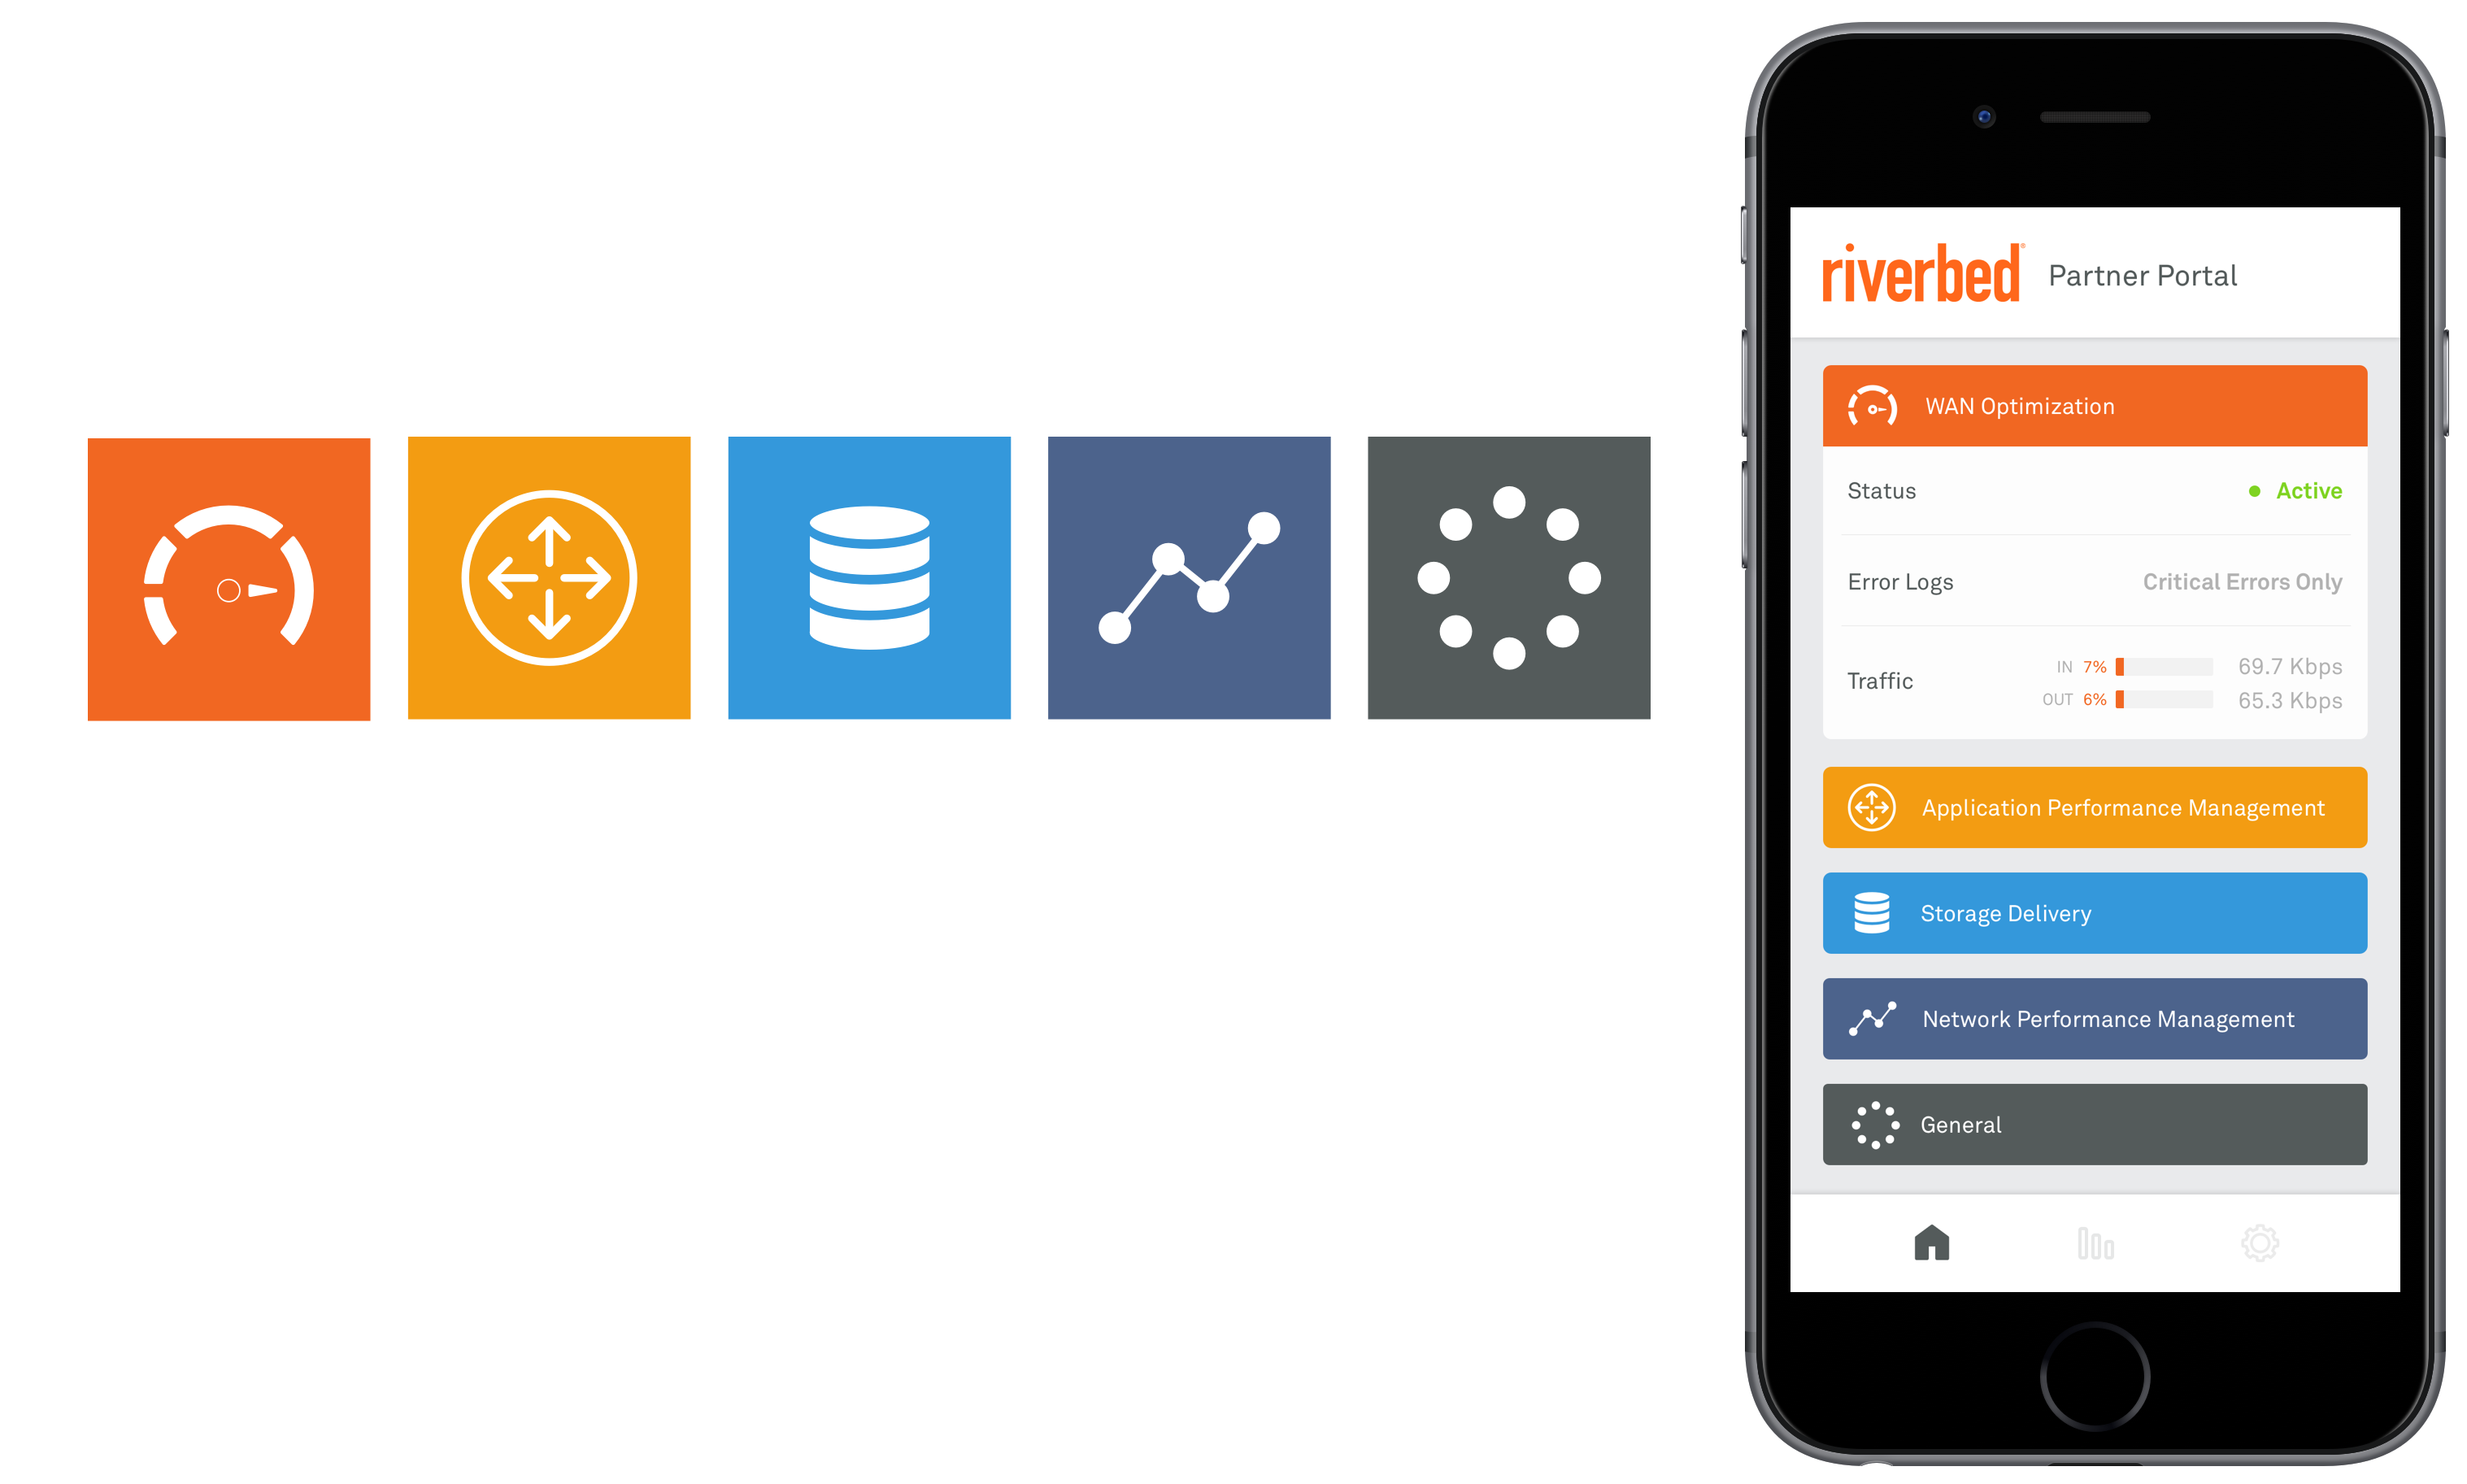 riverbed® Partner Portal
WAN Optimization
Status Active
Error Logs Critical Errors Only
Traffic IN 7% 69.7 Kbps
OUT 6% 65.3 Kbps
Application Performance Management
Storage Delivery
Network Performance Management
General